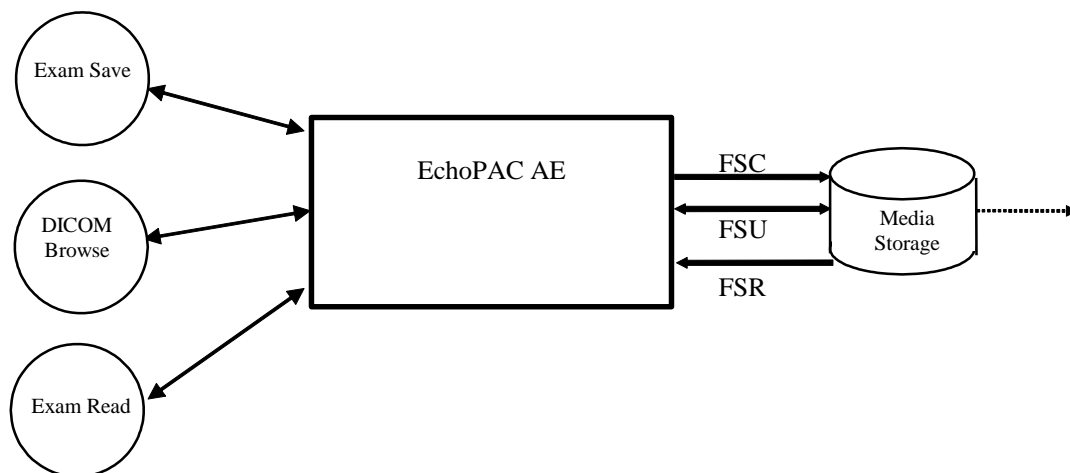 Exam Save
DICOM
Browse
Exam Read
EchoPAC AE
FSC
FSU
FSR
Media
Storage